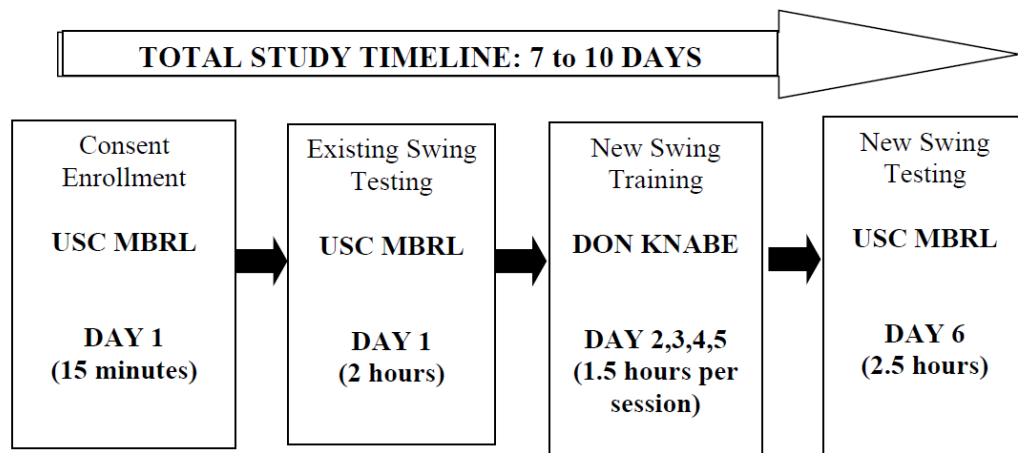 TOTAL STUDY TIMELINE: 7 to 10 DAYS
Consent
Enrollment
USC MBRL
DAY 1
(15 minutes)
Existing Swing
Testing
USC MBRL
DAY 1
(2 hours)
New Swing
Training
DON KNABE
DAY 2,3,4,5
(1.5 hours per
session)
New Swing
Testing
USC MBRL
DAY 6
(2.5 hours)